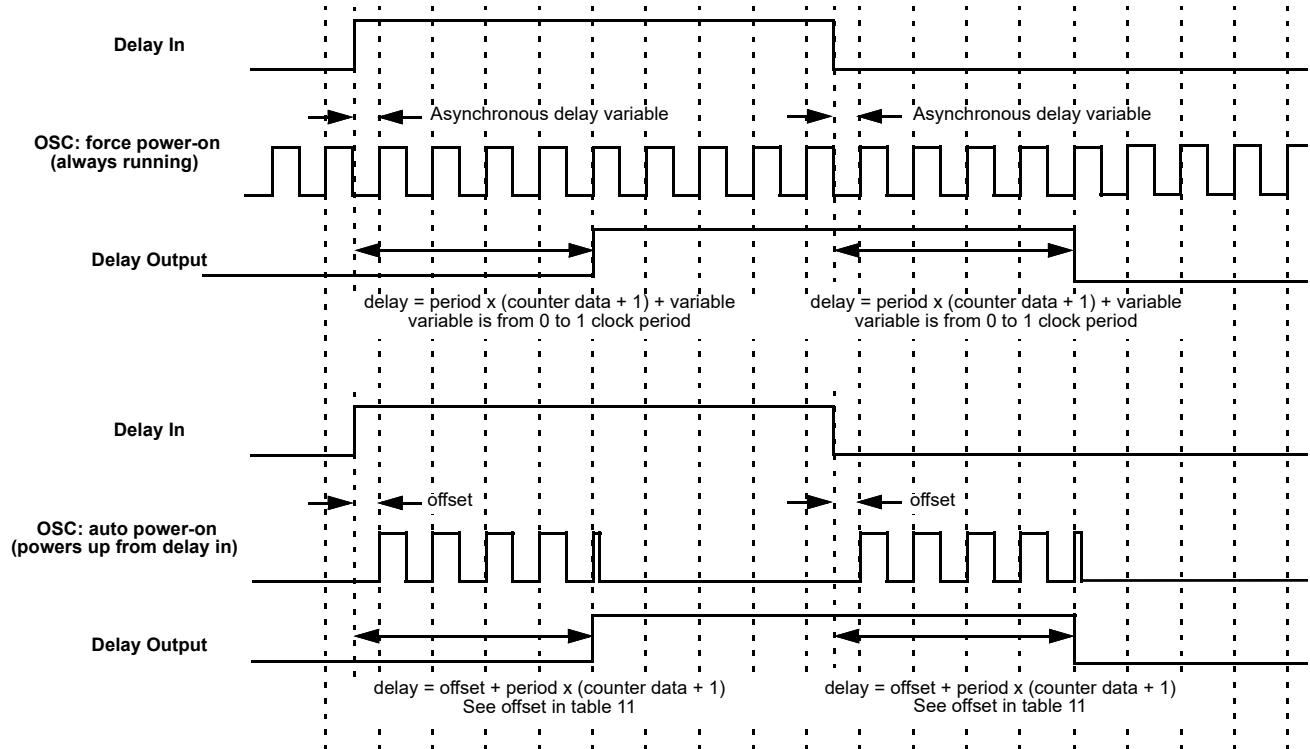 Delay In
Asynchronous delay variable
Asynchronous delay variable
OSC: force power-on
(always running)
Delay Output
delay = period x (counter data + 1) + variable
variable is from 0 to 1 clock period
delay = period x (counter data + 1) + variable
variable is from 0 to 1 clock period
Delay In
offset
offset
OSC: auto power-on
(powers up from delay in)
Delay Output
delay = offset + period x (counter data + 1)
See offset in table 11
delay = offset + period x (counter data + 1)
See offset in table 11